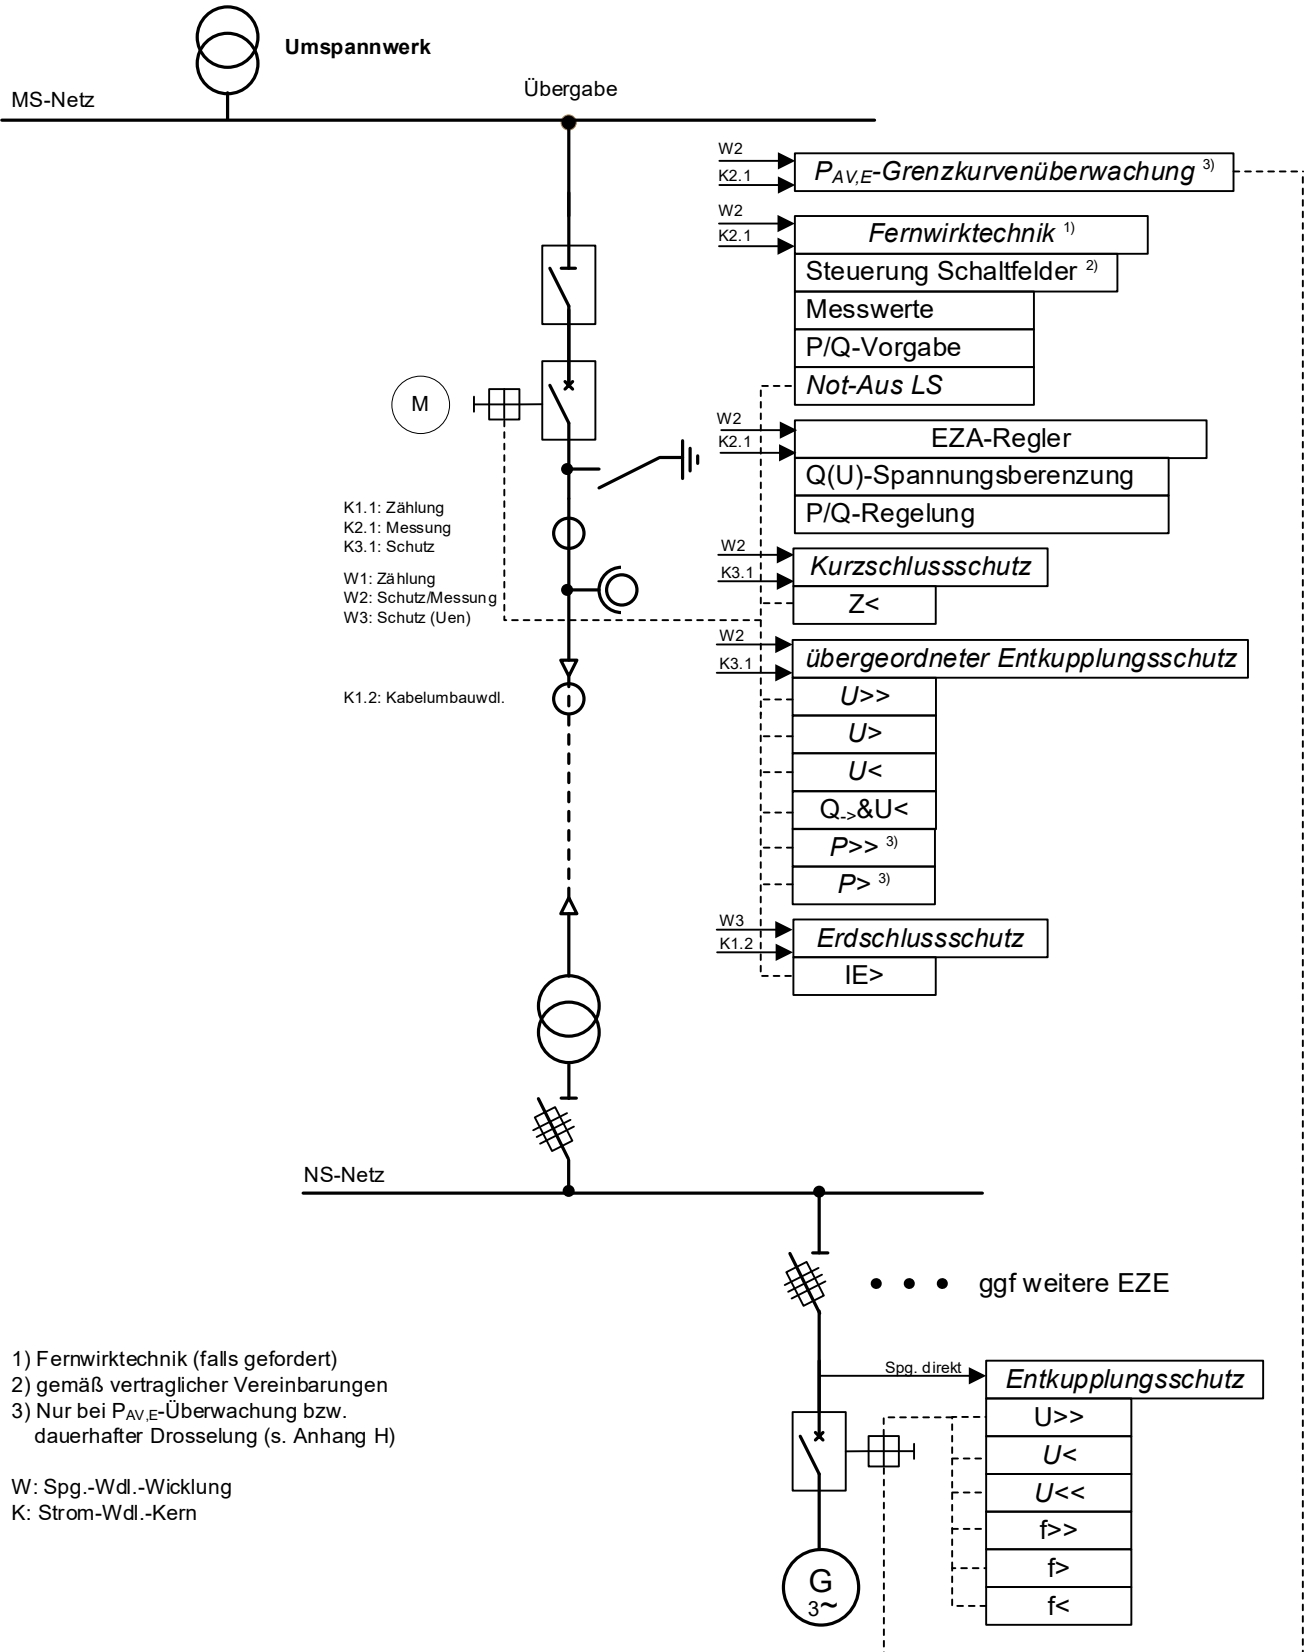 Umspannwerk
MS-Netz
Übergabe
W2
K2.1
P_AV,E-Grenzkurvenüberwachung 3)
W2
K2.1
Fernwirktechnik 1)
Steuerung Schaltfelder 2)
Messwerte
P/Q-Vorgabe
Not-Aus LS
M
W2
K2.1
EZA-Regler
Q(U)-Spannungsberenzung
P/Q-Regelung
K1.1: Zählung
K2.1: Messung
K3.1: Schutz
W1: Zählung
W2: Schutz/Messung
W3: Schutz (Uen)
W2
K3.1
Kurzschlussschutz
Z<
W2
K3.1
übergeordneter Entkupplungsschutz
U>>
U>
U<
Q->&U<
P>> 3)
P> 3)
K1.2: Kabelumbauwdl.
W3
K1.2
Erdschlussschutz
IE>
NS-Netz
• • • ggf weitere EZE
Spg. direkt
Entkupplungsschutz
U>>
U<
U<<
f>>
f>
f<
G
3~
1) Fernwirktechnik (falls gefordert)
2) gemäß vertraglicher Vereinbarungen
3) Nur bei P_AV,E-Überwachung bzw.
dauerhafter Drosselung (s. Anhang H)
W: Spg.-Wdl.-Wicklung
K: Strom-Wdl.-Kern